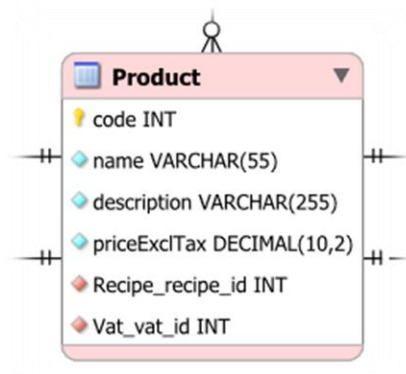 Product
code INT
name VARCHAR(55)
description VARCHAR(255)
priceExclTax DECIMAL(10,2)
Recipe_recipe_id INT
Vat_vat_id INT